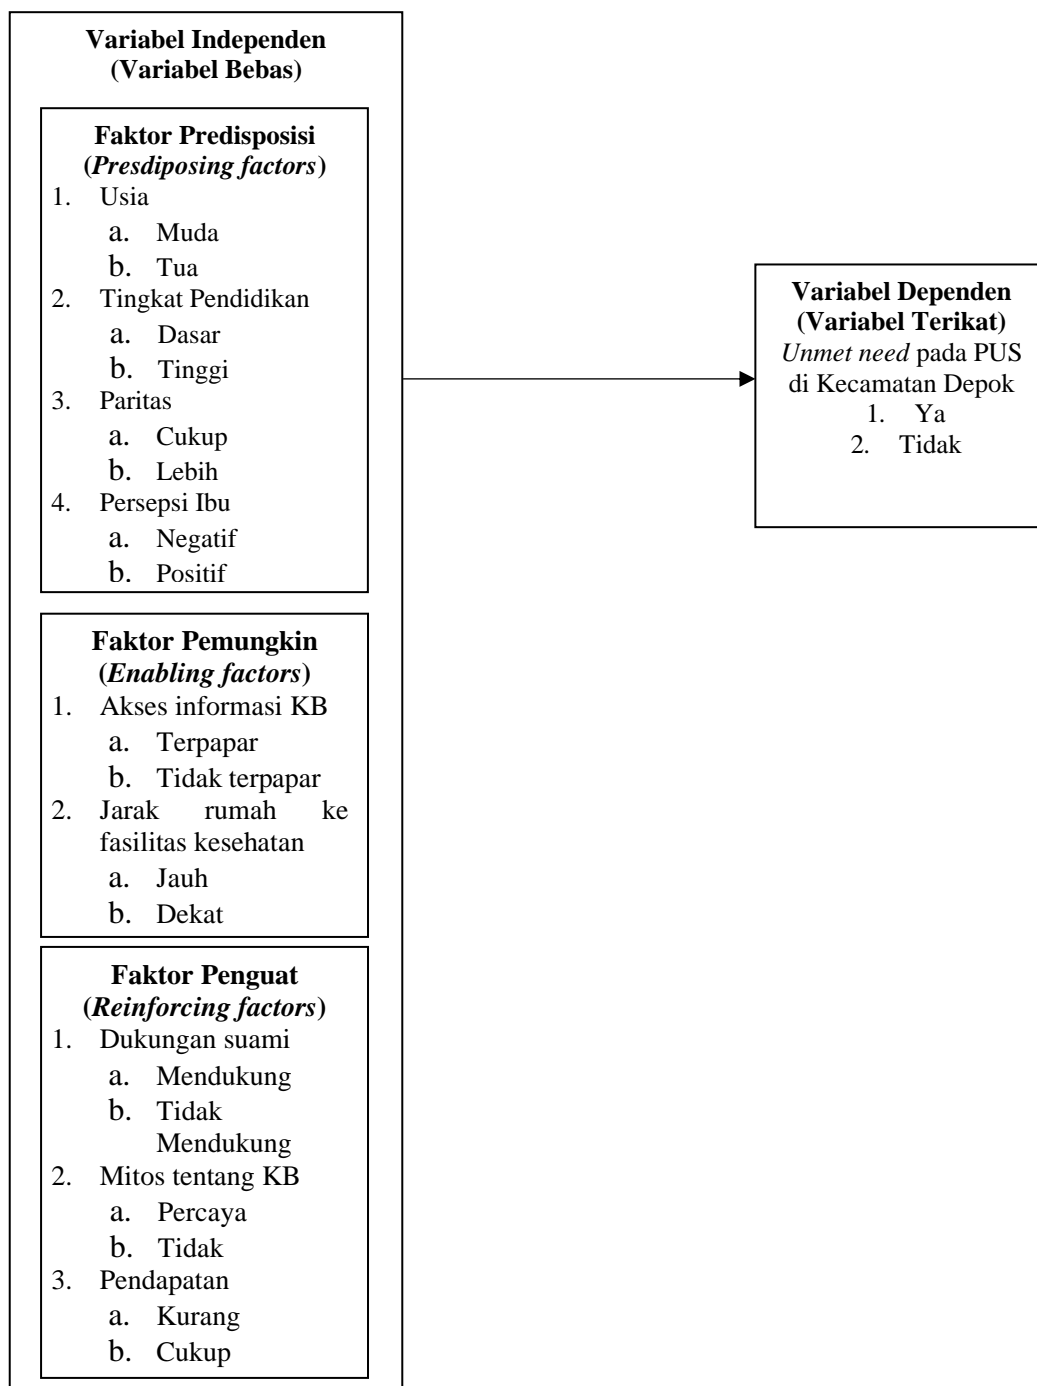 Variabel Independen
(Variabel Bebas)
Faktor Predisposisi
(Presdiposing factors)
1. Usia
a. Muda
b. Tua
2. Tingkat Pendidikan
a. Dasar
b. Tinggi
3. Paritas
a. Cukup
b. Lebih
4. Persepsi Ibu
a. Negatif
b. Positif
Faktor Pemungkin
(Enabling factors)
1. Akses informasi KB
a. Terpapar
b. Tidak terpapar
2. Jarak rumah ke
fasilitas kesehatan
a. Jauh
b. Dekat
Faktor Penguat
(Reinforcing factors)
1. Dukungan suami
a. Mendukung
b. Tidak
Mendukung
2. Mitos tentang KB
a. Percaya
b. Tidak
3. Pendapatan
a. Kurang
b. Cukup
Variabel Dependen
(Variabel Terikat)
Unmet need pada PUS
di Kecamatan Depok
1. Ya
2. Tidak